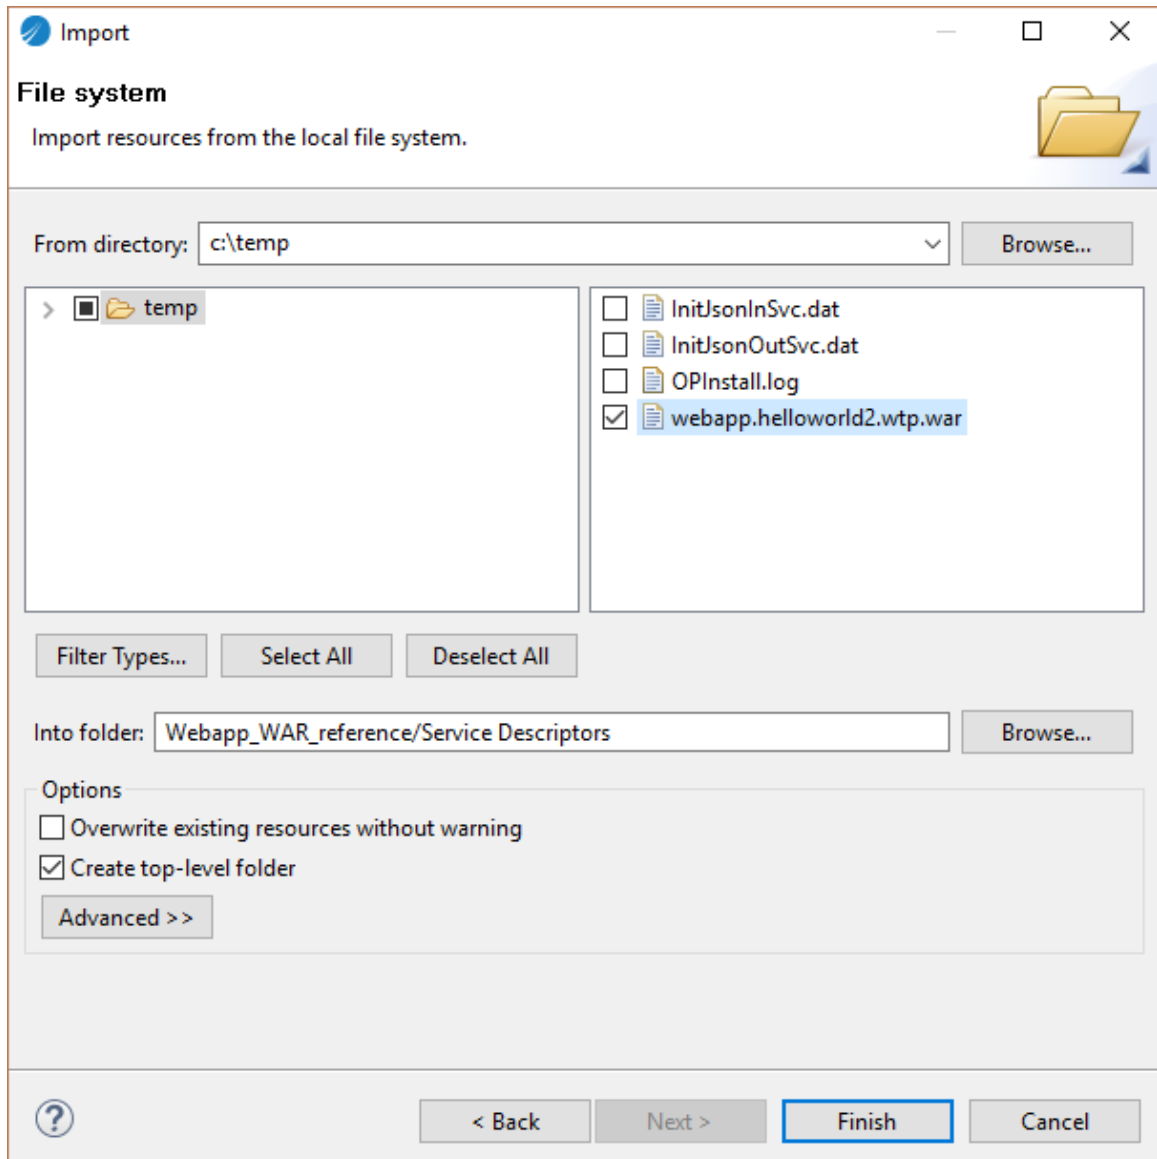 Import
File system
Import resources from the local file system.
From directory: c:\temp Browse...
temp
InitJsonInSvc.dat
InitJsonOutSvc.dat
OPInstall.log
webapp.helloworld2.wtp.war
Filter Types... Select All Deselect All
Into folder: Webapp_WAR_reference/Service Descriptors Browse...
Options
Overwrite existing resources without warning
Create top-level folder
Advanced >>
? < Back Next > Finish Cancel